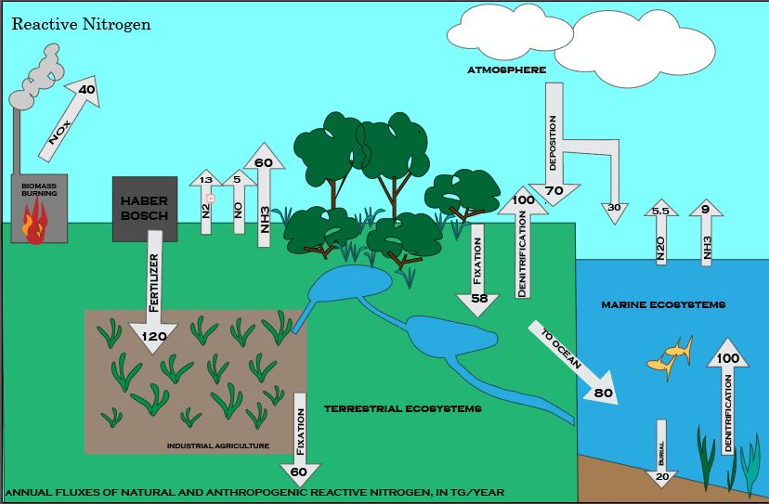 Reactive Nitrogen
ATMOSPHERE
40
NOx
BIOMASS
BURNING
HABER
BOSCH
13
N2
5
NO
60
NH3
DEPOSITION
70
30
100
DENITRIFICATION
FIXATION
58
5.5
N2O
9
NH3
FERTILIZER
120
MARINE ECOSYSTEMS
TO OCEAN
80
100
DENITRIFICATION
BURIAL
20
TERRESTRIAL ECOSYSTEMS
INDUSTRIAL AGRICULTURE
FIXATION
60
ANNUAL FLUXES OF NATURAL AND ANTHROPOGENIC REACTIVE NITROGEN, IN TG/YEAR